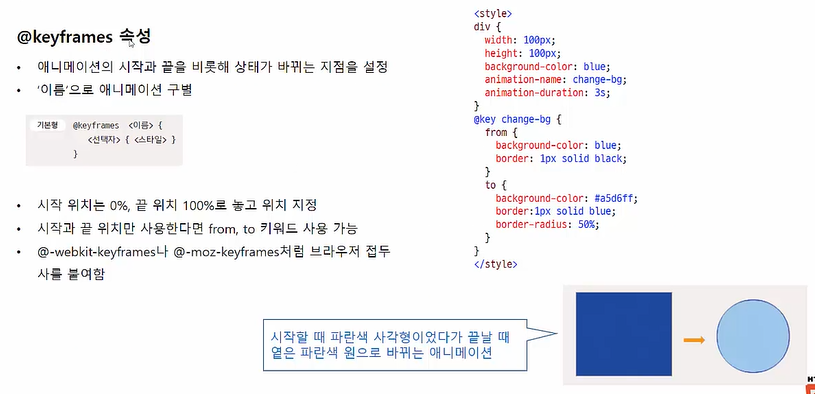 @keyframes 속성
• 애니메이션의 시작과 끝을 비롯해 상태가 바뀌는 지점을 설정
• '이름'으로 애니메이션 구별
기본형 @keyframes <이름> {
<선택자> { <스타일> }
}
• 시작 위치는 0%, 끝 위치 100%로 놓고 위치 지정
• 시작과 끝 위치만 사용한다면 from, to 키워드 사용 가능
• @-webkit-keyframes나 @-moz-keyframes처럼 브라우저 접두
사를 붙여함
<style>
div {
width: 100px;
height: 100px;
background-color: blue;
animation-name: change-bg;
animation-duration: 3s;
}
@key change-bg {
from {
background-color: blue;
border: 1px solid black;
}
to {
background-color: #a5d6ff;
border:1px solid blue;
border-radius: 50%;
}
}
</style>
시작할 때 파란색 사각형이었다가 끝날 때
옅은 파란색 원으로 바뀌는 애니메이션